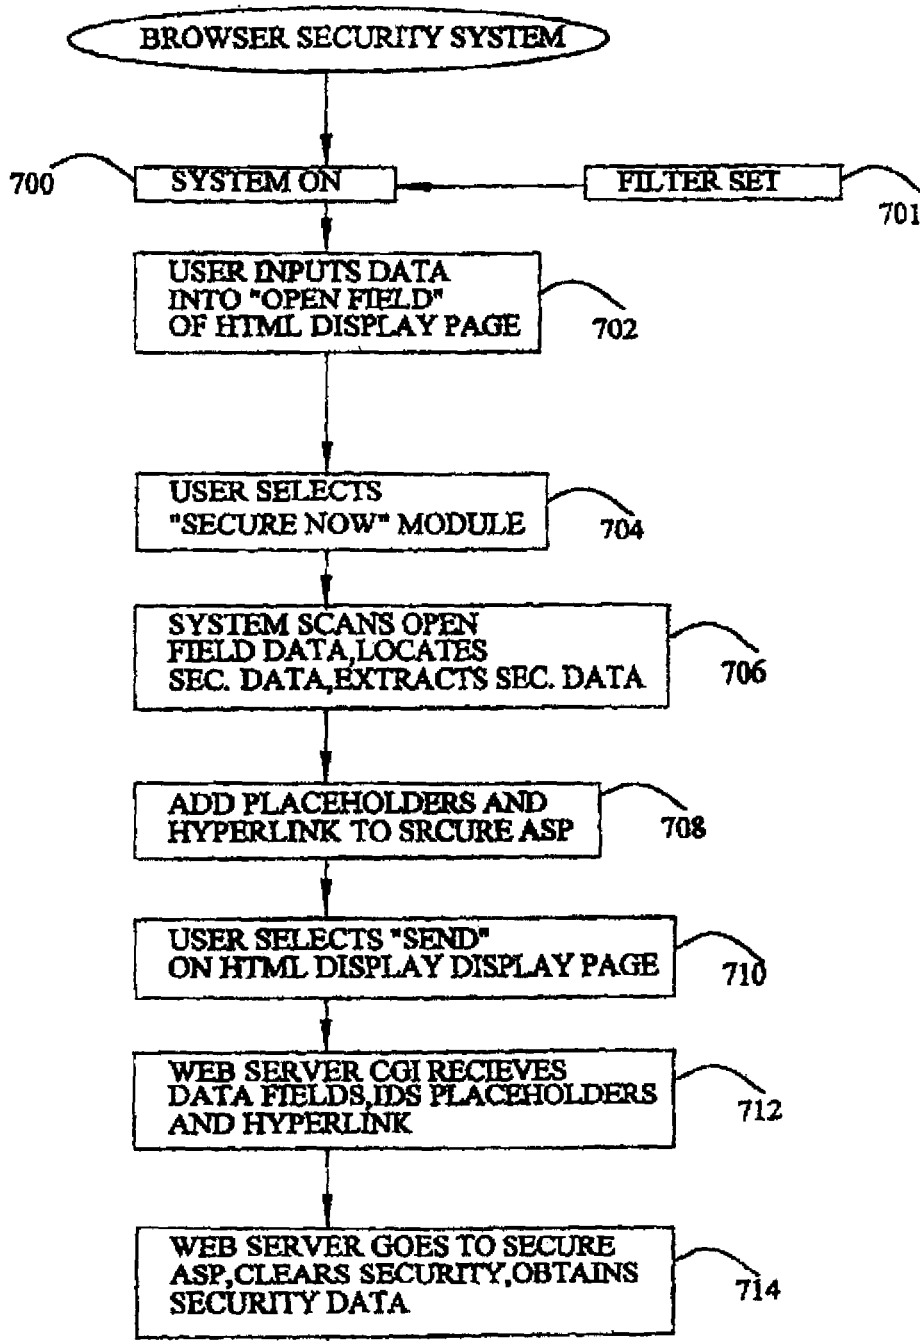 BROWSER SECURITY SYSTEM
700
SYSTEM ON
FILTER SET
701
USER INPUTS DATA
INTO "OPEN FIELD"
OF HTML DISPLAY PAGE
702
USER SELECTS
"SECURE NOW" MODULE
704
SYSTEM SCANS OPEN
FIELD DATA,LOCATES
SEC. DATA,EXTRACTS SEC. DATA
706
ADD PLACEHOLDERS AND
HYPERLINK TO SRCURE ASP
708
USER SELECTS "SEND"
ON HTML DISPLAY DISPLAY PAGE
710
WEB SERVER CGI RECIEVES
DATA FIELDS,IDS PLACEHOLDERS
AND HYPERLINK
712
WEB SERVER GOES TO SECURE
ASP,CLEARS SECURITY,OBTAINS
SECURITY DATA
714